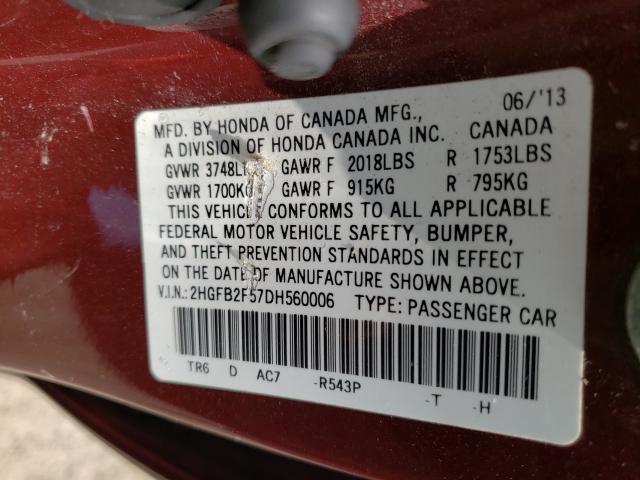 06/'13
MFD. BY HONDA OF CANADA MFG.,
A DIVISION OF HONDA CANADA INC. CANADA
GVWR 3748L GAWR F 2018LBS R 1753LBS
GVWR 1700K GAWR F 915KG R 795KG
THIS VEHICLE CONFORMS TO ALL APPLICABLE
FEDERAL MOTOR VEHICLE SAFETY, BUMPER,
AND THEFT PREVENTION STANDARDS IN EFFECT
ON THE DATE OF MANUFACTURE SHOWN ABOVE.
V.I.N.: 2HGFB2F57DH560006 TYPE: PASSENGER CAR
TR6 D AC7 -R543P -T -H